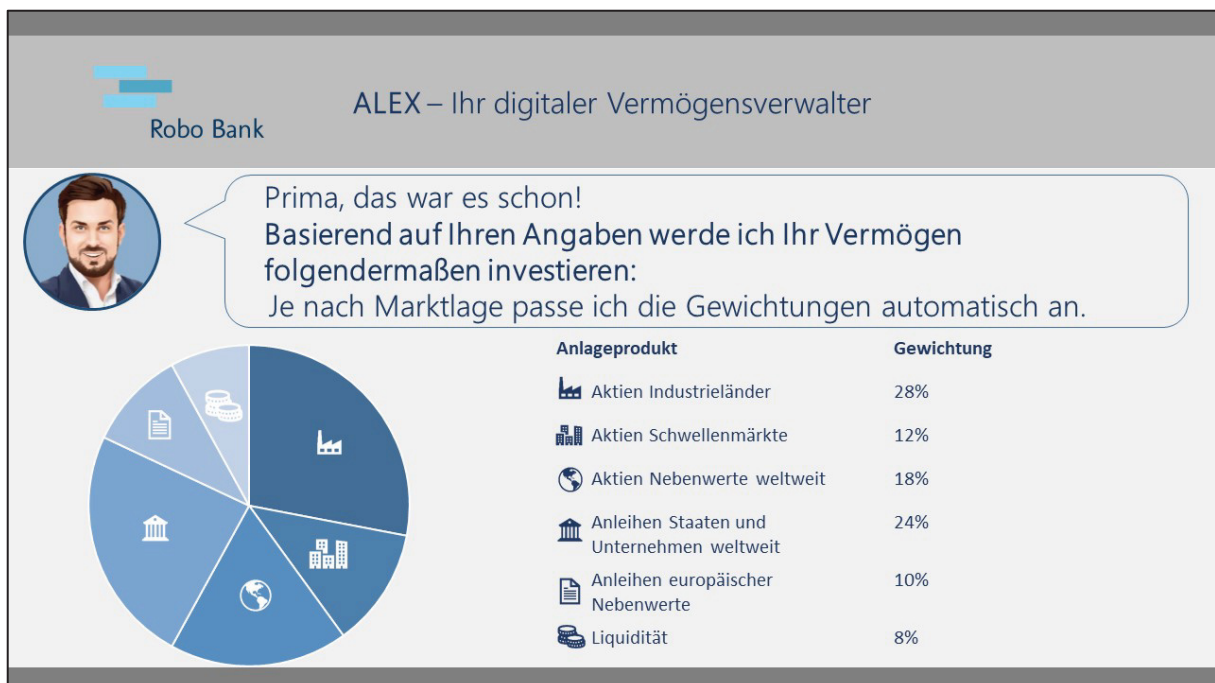 Robo Bank
ALEX – Ihr digitaler Vermögensverwalter
Prima, das war es schon!
Basierend auf Ihren Angaben werde ich Ihr Vermögen
folgendermaßen investieren:
Je nach Marktlage passe ich die Gewichtungen automatisch an.
Anlageprodukt Gewichtung
Aktien Industrieländer 28%
Aktien Schwellenmärkte 12%
Aktien Nebenwerte weltweit 18%
Anleihen Staaten und 24%
Unternehmen weltweit
Anleihen europäischer 10%
Nebenwerte
Liquidität 8%